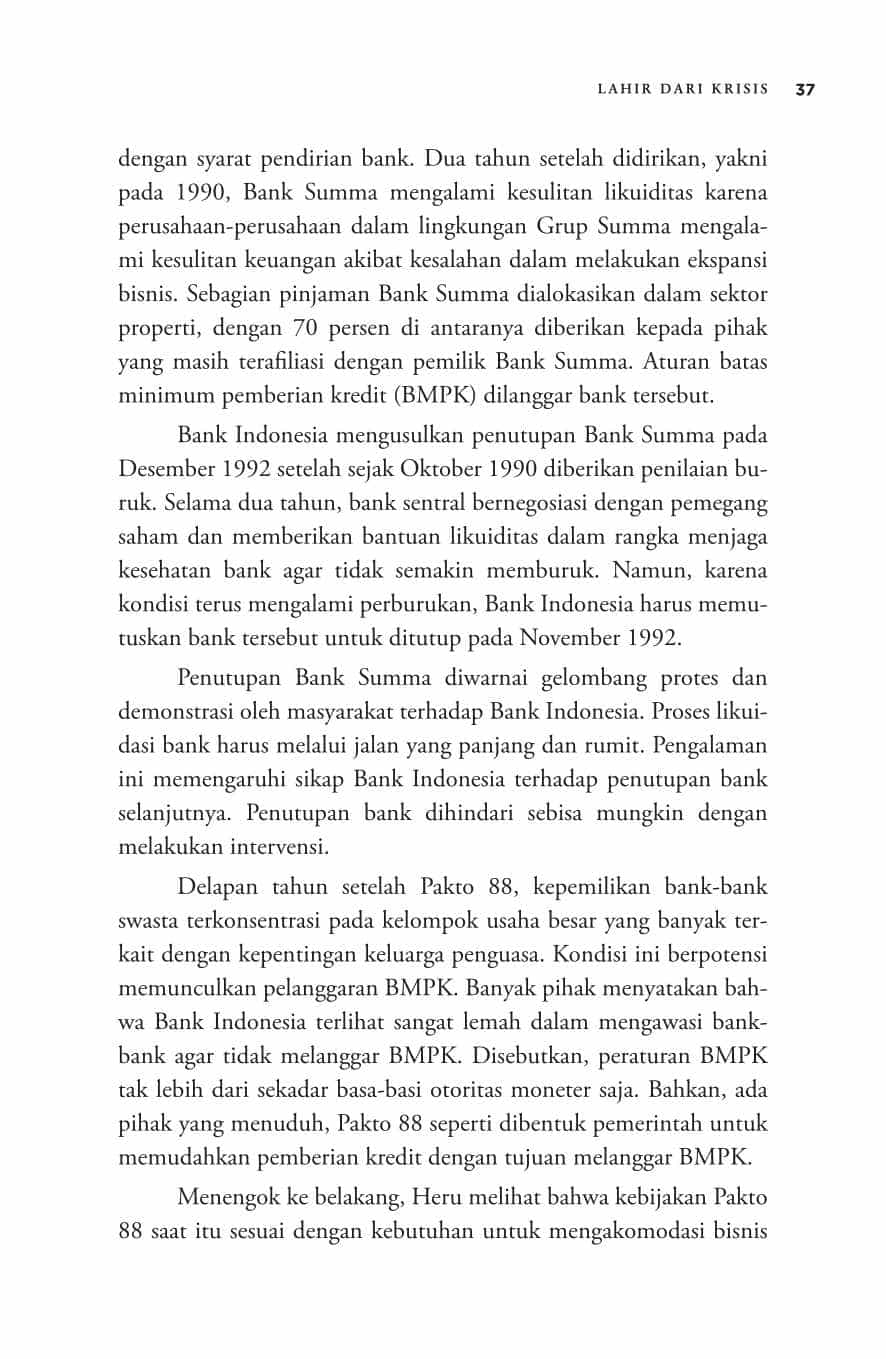 LAHIR DARI KRISIS 37
dengan syarat pendirian bank. Dua tahun setelah didirikan, yakni
pada 1990, Bank Summa mengalami kesulitan likuiditas karena
perusahaan-perusahaan dalam lingkungan Grup Summa mengala-
mi kesulitan keuangan akibat kesalahan dalam melakukan ekspansi
bisnis. Sebagian pinjaman Bank Summa dialokasikan dalam sektor
properti, dengan 70 persen di antaranya diberikan kepada pihak
yang masih terafiliasi dengan pemilik Bank Summa. Aturan batas
minimum pemberian kredit (BMPK) dilanggar bank tersebut.
Bank Indonesia mengusulkan penutupan Bank Summa pada
Desember 1992 setelah sejak Oktober 1990 diberikan penilaian bu-
ruk. Selama dua tahun, bank sentral bernegosiasi dengan pemegang
saham dan memberikan bantuan likuiditas dalam rangka menjaga
kesehatan bank agar tidak semakin memburuk. Namun, karena
kondisi terus mengalami perburukan, Bank Indonesia harus memu-
tuskan bank tersebut untuk ditutup pada November 1992.
Penutupan Bank Summa diwarnai gelombang protes dan
demonstrasi oleh masyarakat terhadap Bank Indonesia. Proses likui-
dasi bank harus melalui jalan yang panjang dan rumit. Pengalaman
ini memengaruhi sikap Bank Indonesia terhadap penutupan bank
selanjutnya. Penutupan bank dihindari sebisa mungkin dengan
melakukan intervensi.
Delapan tahun setelah Pakto 88, kepemilikan bank-bank
swasta terkonsentrasi pada kelompok usaha besar yang banyak ter-
kait dengan kepentingan keluarga penguasa. Kondisi ini berpotensi
memunculkan pelanggaran BMPK. Banyak pihak menyatakan bah-
wa Bank Indonesia terlihat sangat lemah dalam mengawasi bank-
bank agar tidak melanggar BMPK. Disebutkan, peraturan BMPK
tak lebih dari sekadar basa-basi otoritas moneter saja. Bahkan, ada
pihak yang menuduh, Pakto 88 seperti dibentuk pemerintah untuk
memudahkan pemberian kredit dengan tujuan melanggar BMPK.
Menengok ke belakang, Heru melihat bahwa kebijakan Pakto
88 saat itu sesuai dengan kebutuhan untuk mengakomodasi bisnis